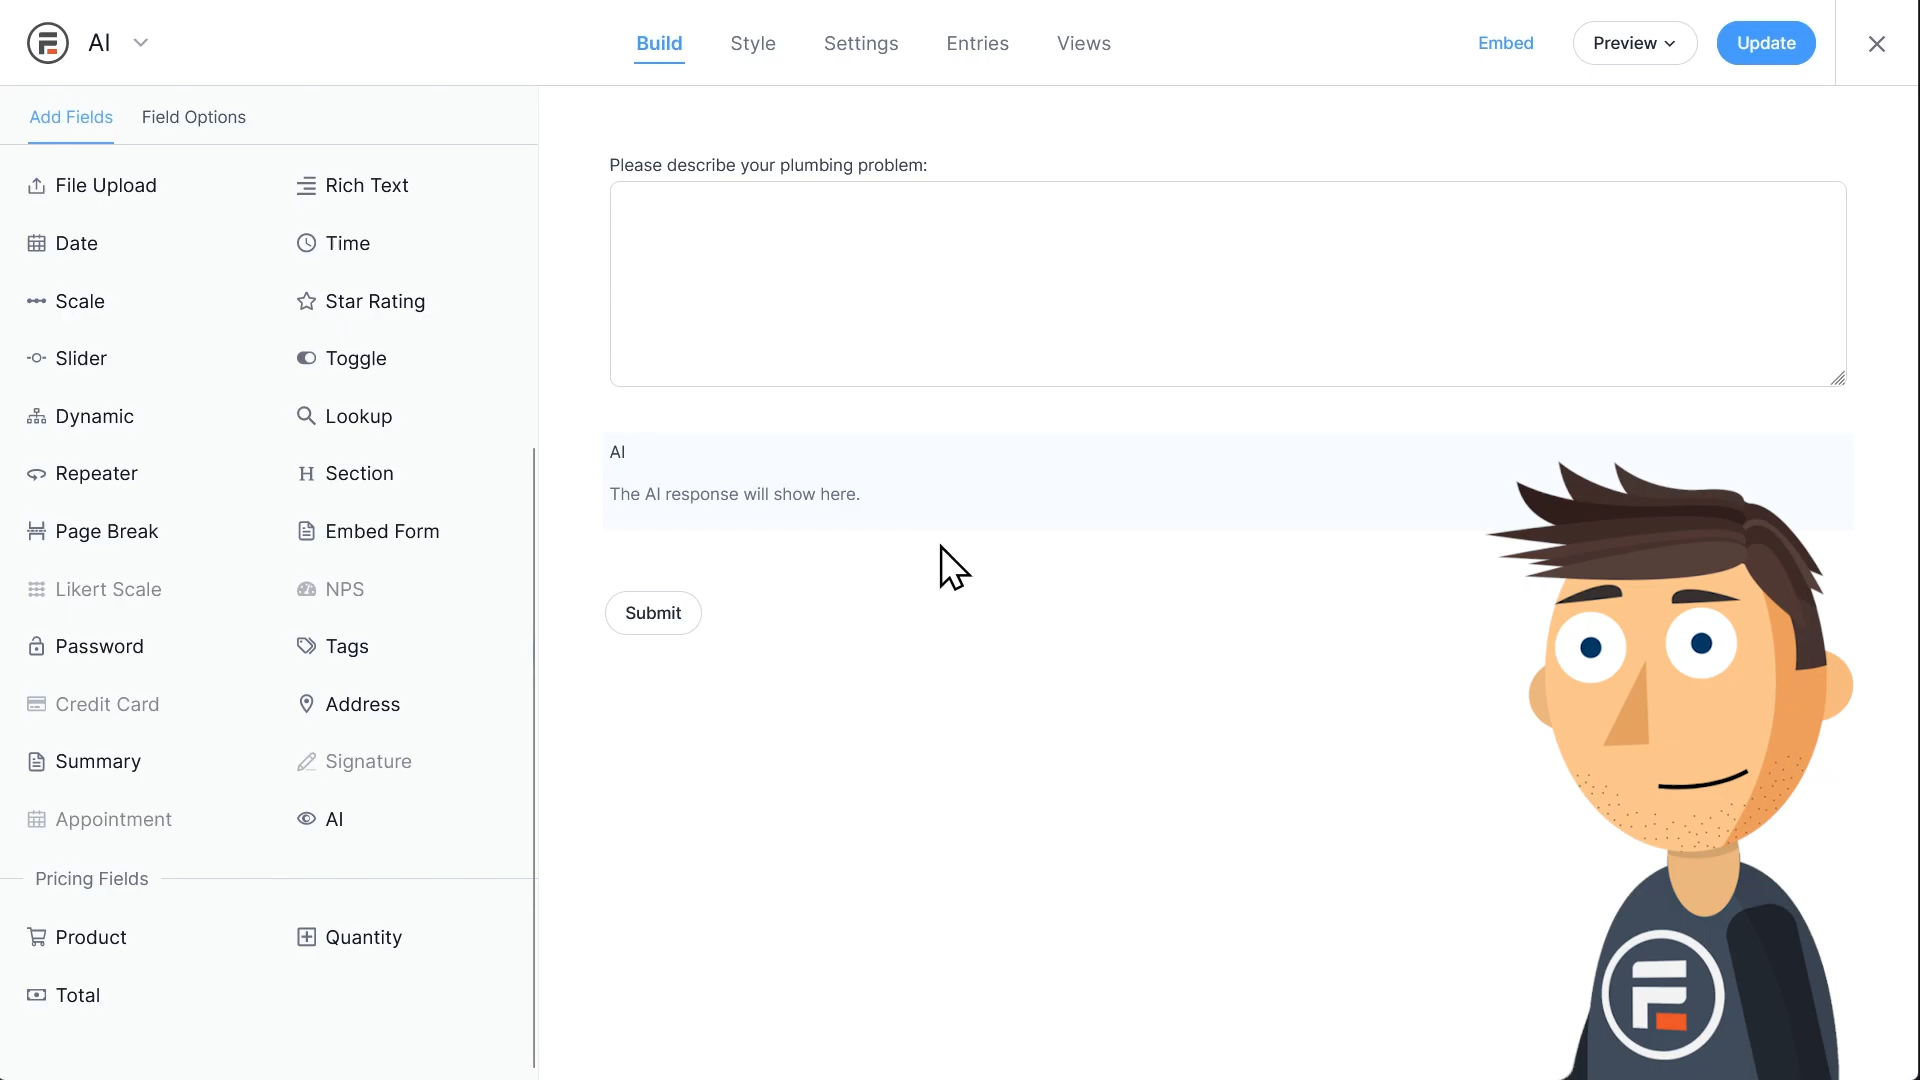 AI
Build Style Settings Entries Views
Embed Preview Update
Add Fields Field Options
File Upload Rich Text
Date Time
Scale Star Rating
Slider Toggle
Dynamic Lookup
Repeater Section
Page Break Embed Form
Likert Scale NPS
Password Tags
Credit Card Address
Summary Signature
Appointment AI
Pricing Fields
Product Quantity
Total
Please describe your plumbing problem:
AI
The AI response will show here.
Submit